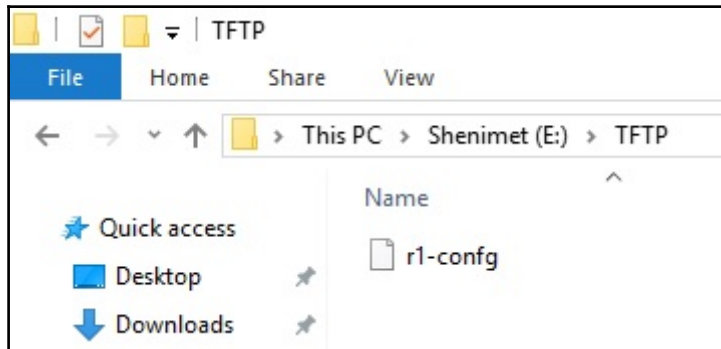 TFTP
File Home Share View
This PC > Shenimet (E:) > TFTP
Name
Quick access
r1-confg
Desktop
Downloads